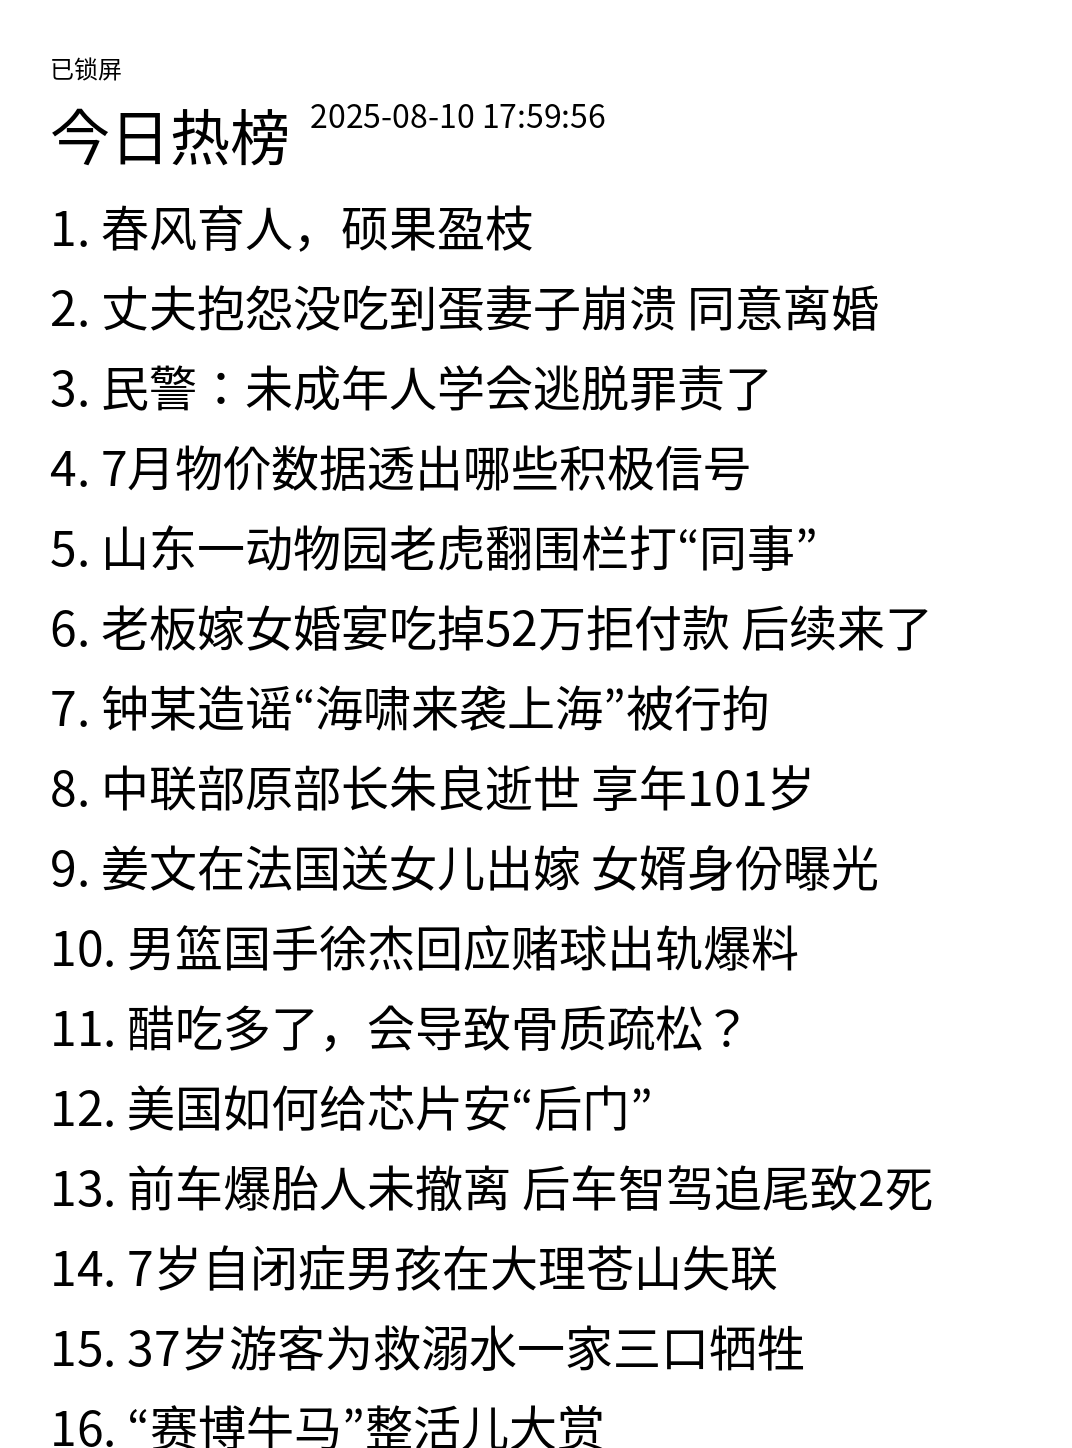 已锁屏
今日热榜 2025-08-10 17:59:56
1. 春风育人，硕果盈枝
2. 丈夫抱怨没吃到蛋妻子崩溃 同意离婚
3. 民警：未成年人学会逃脱罪责了
4. 7月物价数据透出哪些积极信号
5. 山东一动物园老虎翻围栏打“同事”
6. 老板嫁女婚宴吃掉52万拒付款 后续来了
7. 钟某造谣“海啸来袭上海”被行拘
8. 中联部原部长朱良逝世 享年101岁
9. 姜文在法国送女儿出嫁 女婿身份曝光
10. 男篮国手徐杰回应赌球出轨爆料
11. 醋吃多了，会导致骨质疏松？
12. 美国如何给芯片安“后门”
13. 前车爆胎人未撤离 后车智驾追尾致2死
14. 7岁自闭症男孩在大理苍山失联
15. 37岁游客为救溺水一家三口牺牲
16. “赛博牛马”整活儿大赏